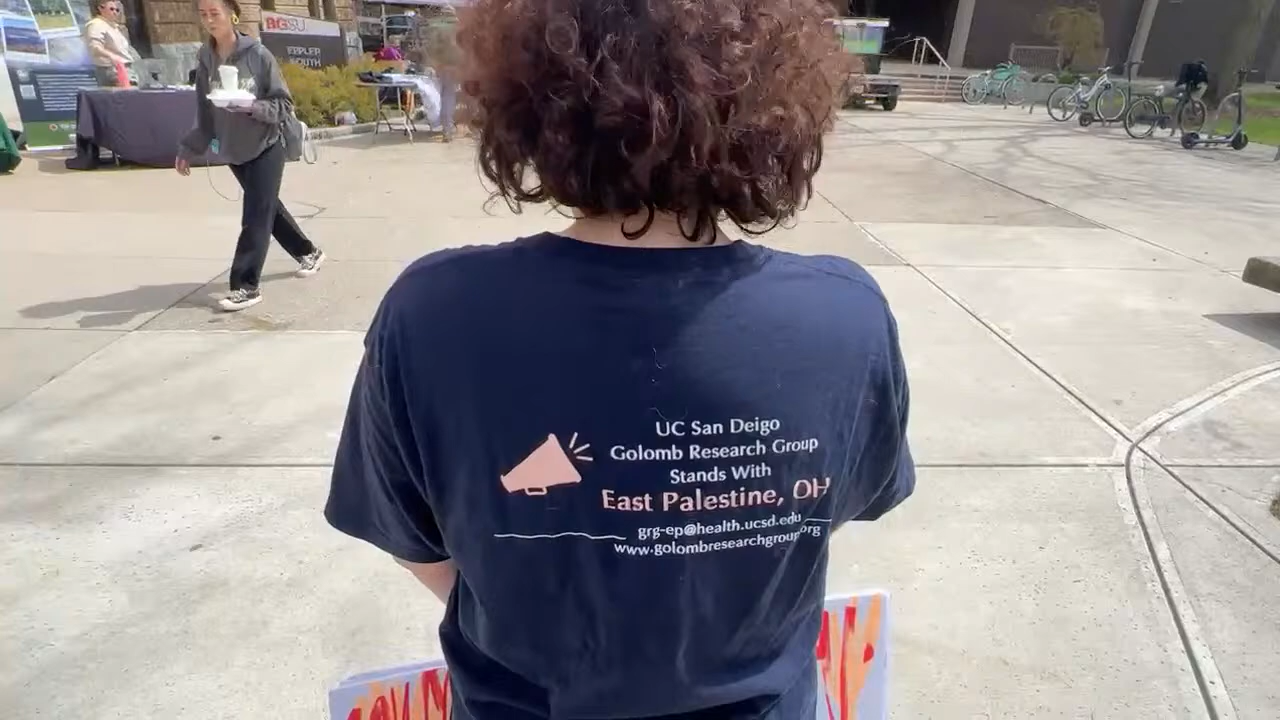 BGSU
EPPLER
SOUTH
UC San Deigo
Golomb Research Group
Stands With
East Palestine, OH
grg-ep@health.ucsd.edu
www.golombresearchgroup.org